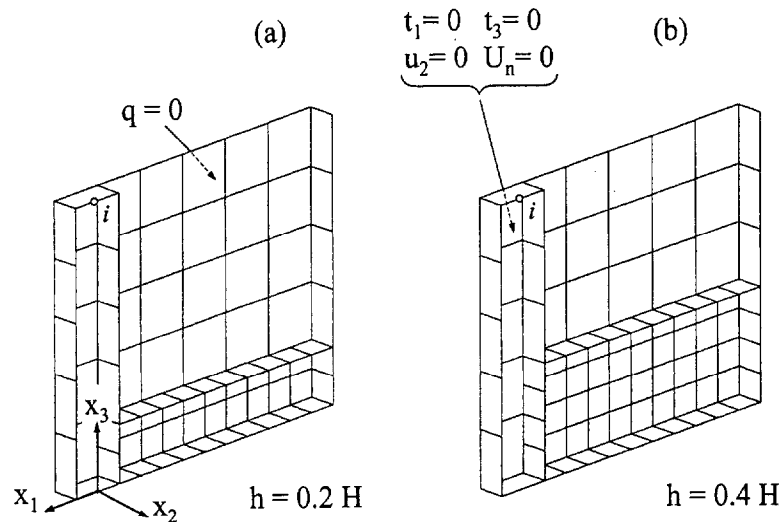 (a)
q = 0
i
x₃
x₁
x₂
h = 0.2 H
t₁= 0 t₃= 0
u₂= 0 Uₙ= 0
(b)
i
h = 0.4 H